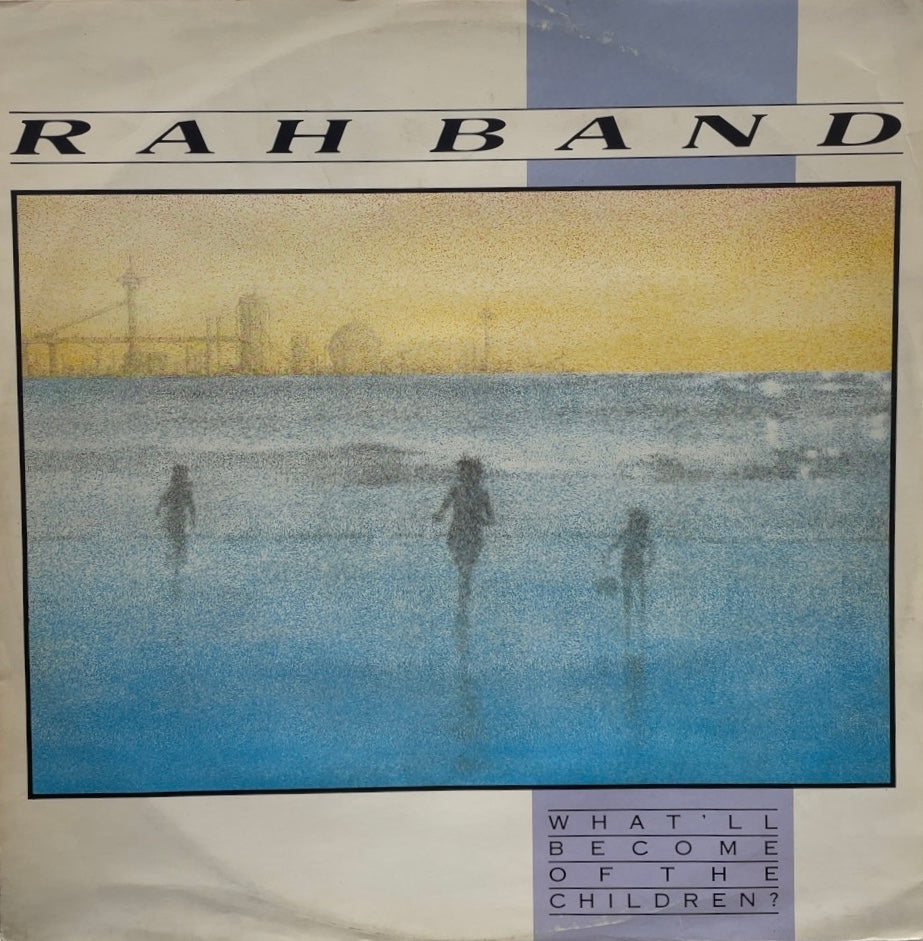 RAH BAND
WHAT'LL
BECOME
OF THE
CHILDREN?